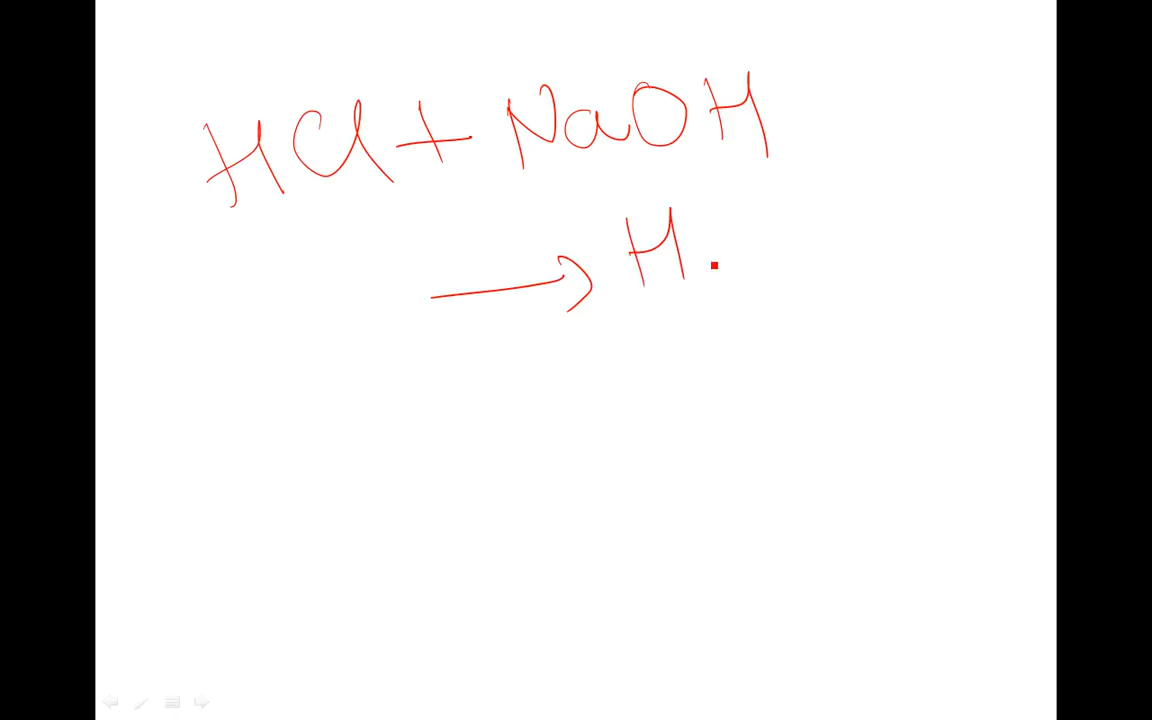 HCl + NaOH
→ H